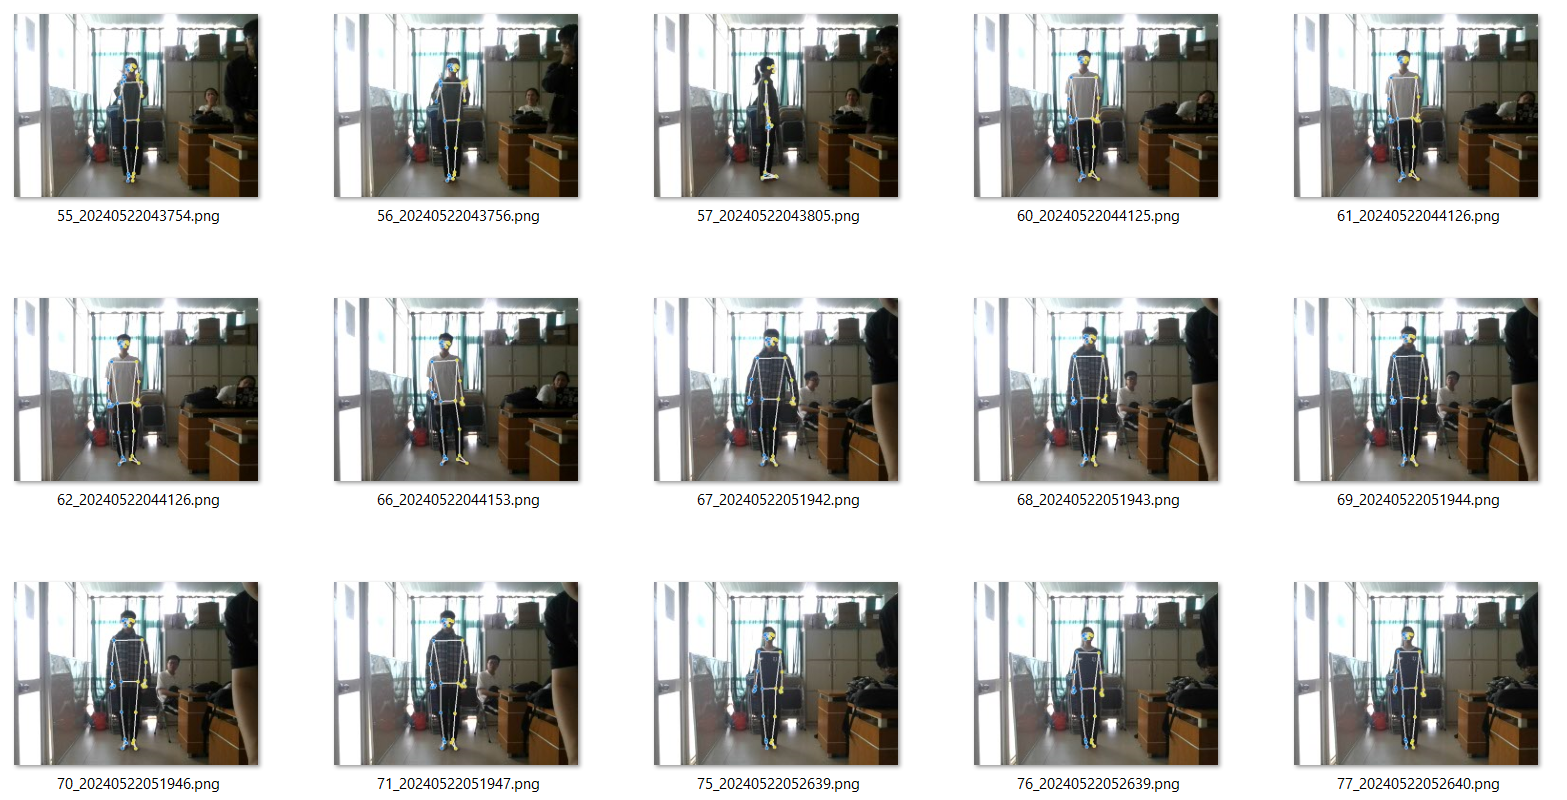 55_20240522043754.png
56_20240522043756.png
57_20240522043805.png
60_20240522044125.png
61_20240522044126.png
62_20240522044126.png
66_20240522044153.png
67_20240522051942.png
68_20240522051943.png
69_20240522051944.png
70_20240522051946.png
71_20240522051947.png
75_20240522052639.png
76_20240522052639.png
77_20240522052640.png